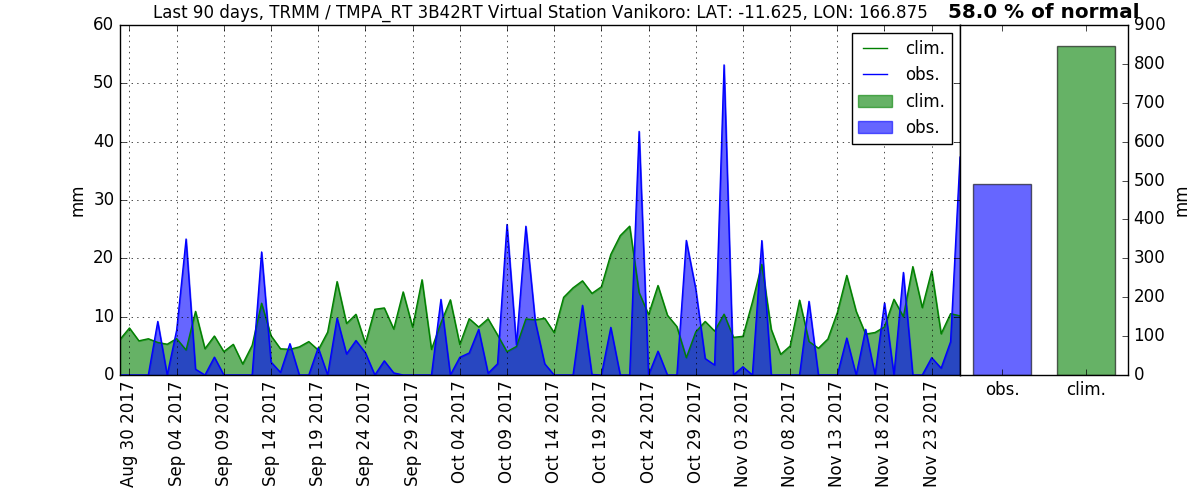 Last 90 days, TRMM / TMPA_RT 3B42RT Virtual Station Vanikoro: LAT: -11.625, LON: 166.875
58.0 % of normal
60
50
40
30
20
10
0
mm
clim.
obs.
clim.
obs.
Aug 30 2017
Sep 04 2017
Sep 09 2017
Sep 14 2017
Sep 19 2017
Sep 24 2017
Sep 29 2017
Oct 04 2017
Oct 09 2017
Oct 14 2017
Oct 19 2017
Oct 24 2017
Oct 29 2017
Nov 03 2017
Nov 08 2017
Nov 13 2017
Nov 18 2017
Nov 23 2017
900
800
700
600
500
400
300
200
100
0
mm
obs.
clim.